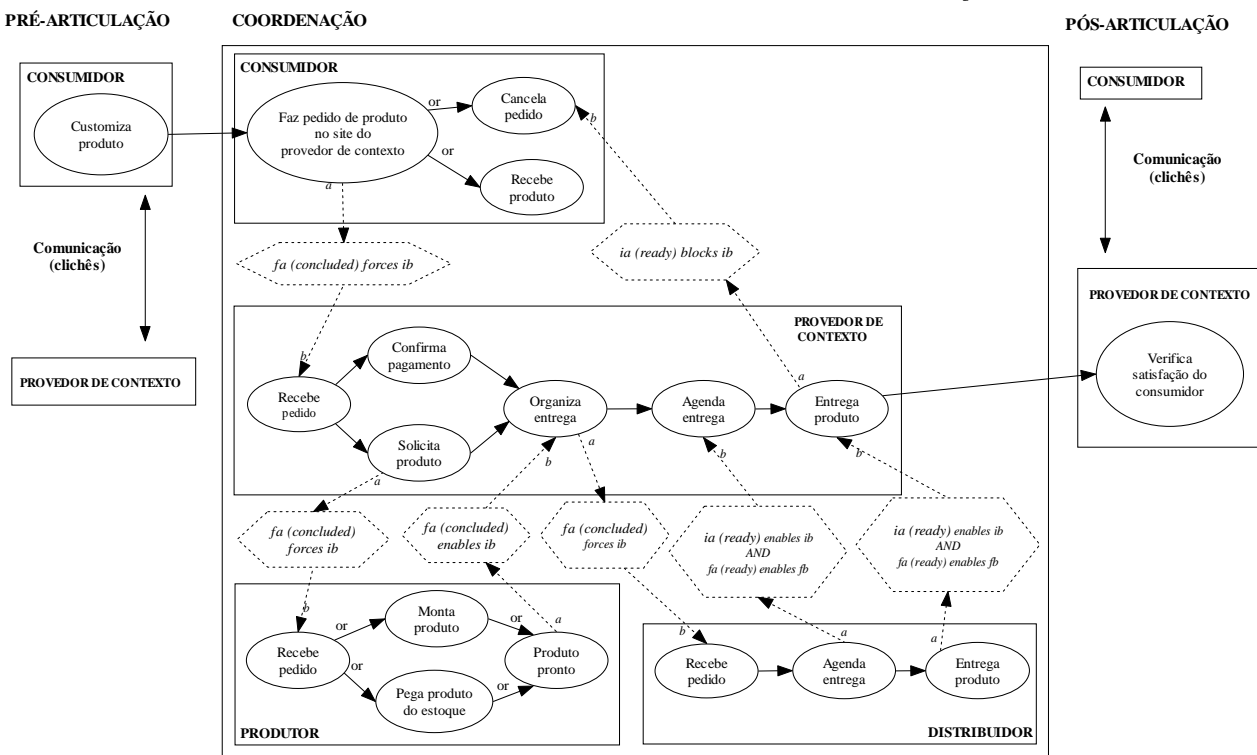 PRÉ-ARTICULAÇÃO
COORDENAÇÃO
PÓS-ARTICULAÇÃO
CONSUMIDOR
Customiza
produto
Comunicação
(clichês)
PROVEDOR DE CONTEXTO
CONSUMIDOR
Faz pedido de produto
no site do
provedor de contexto
or
Cancela
pedido
or
Recebe
produto
a
b
fa (concluded) forces ib
ia (ready) blocks ib
PROVEDOR DE
CONTEXTO
b
a
Recebe
pedido
Confirma
pagamento
Solicita
produto
Organiza
entrega
Agenda
entrega
Entrega
produto
a
b
a
b
b
fa (concluded)
forces ib
fa (concluded)
enables ib
fa (concluded)
forces ib
ia (ready) enables ib
AND
fa (ready) enables fb
ia (ready) enables ib
AND
fa (ready) enables fb
b
a
Recebe
pedido
or
Monta
produto
or
or
Pega produto
do estoque
or
Produto
pronto
PRODUTOR
b
a
a
Recebe
pedido
Agenda
entrega
Entrega
produto
DISTRIBUIDOR
CONSUMIDOR
Comunicação
(clichês)
PROVEDOR DE CONTEXTO
Verifica
satisfação do
consumidor